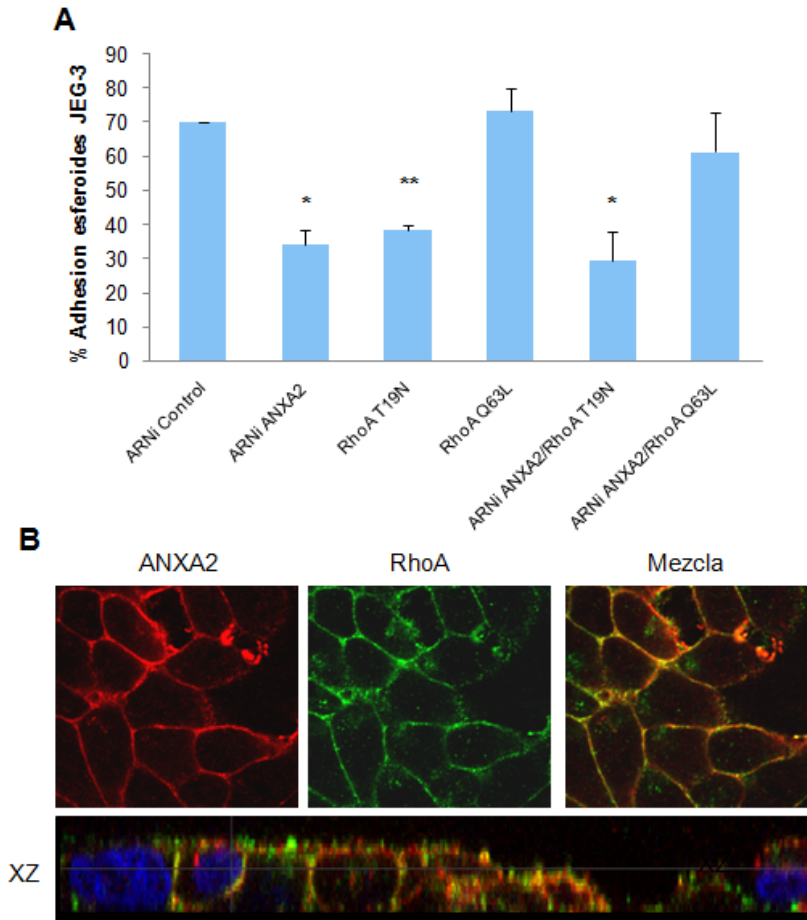 A
% Adhesion esferoides JEG-3
90
80
70
60
50
40
30
20
10
0
*
**
*
ARNi Control
ARNi ANXA2
RhoA T19N
RhoA Q63L
ARNi ANXA2/RhoA T19N
ARNi ANXA2/RhoA Q63L
B
ANXA2
RhoA
Mezcla
XZ